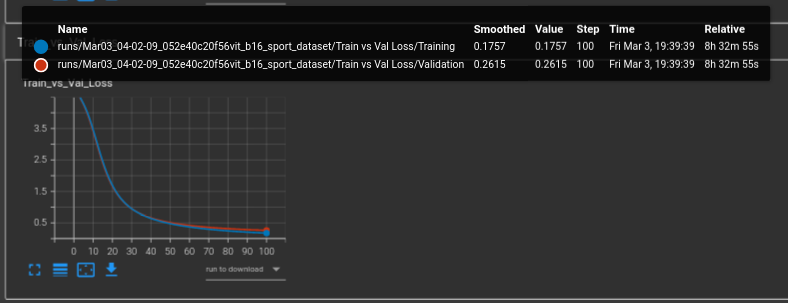 Name Smoothed Value Step Time Relative
runs/Mar03_04-02-09_052e40c20f56vit_b16_sport_dataset/Train vs Val Loss/Training 0.1757 0.1757 100 Fri Mar 3, 19:39:39 8h 32m 55s
runs/Mar03_04-02-09_052e40c20f56vit_b16_sport_dataset/Train vs Val Loss/Validation 0.2615 0.2615 100 Fri Mar 3, 19:39:39 8h 32m 55s
Train_vs_Val_Loss
3.5
2.5
1.5
0.5
0 10 20 30 40 50 60 70 80 90 100
run to download